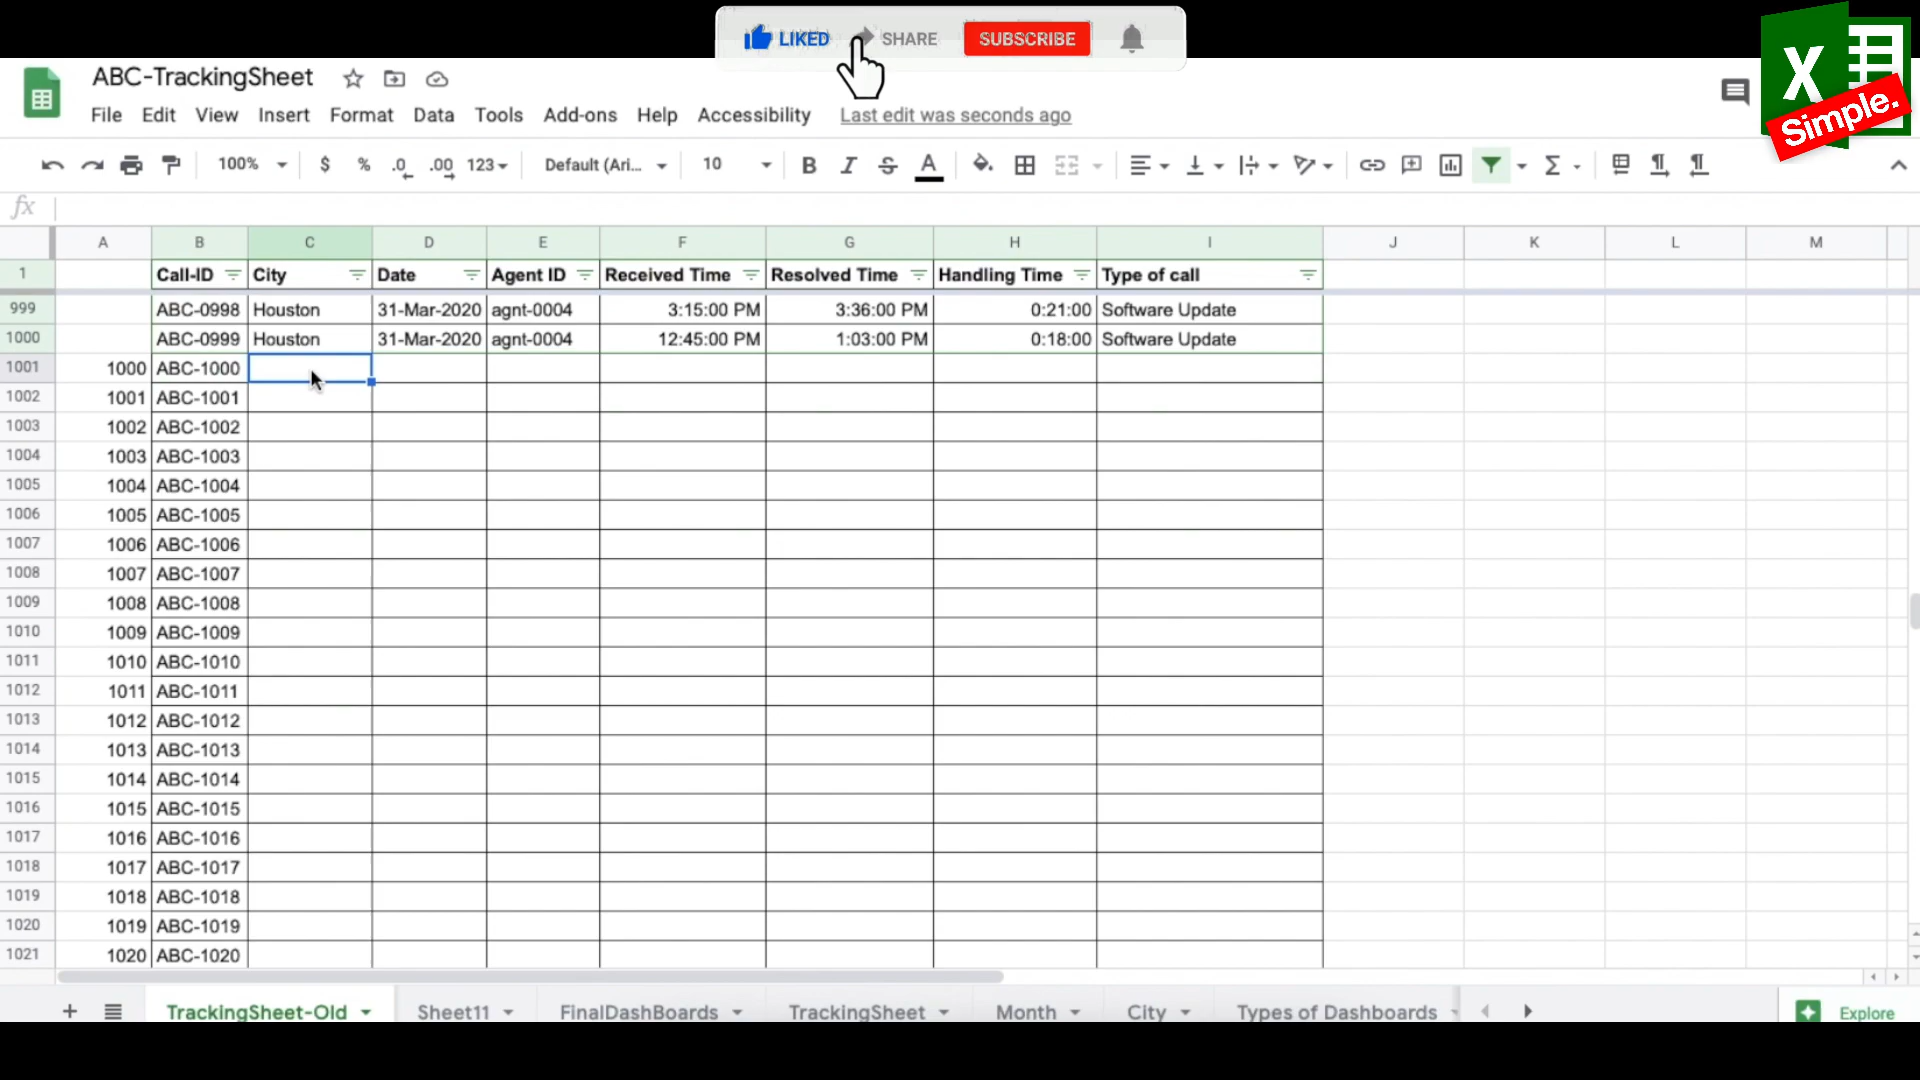 LIKED SHARE SUBSCRIBE
X
Simple.
ABC-TrackingSheet
File Edit View Insert Format Data Tools Add-ons Help Accessibility Last edit was seconds ago
100% $ % .0 .00 123 Default (Ari... 10 B I S A Σ
fx
A B C D E F G H I J K L M
1 Call-ID City Date Agent ID Received Time Resolved Time Handling Time Type of call
999 ABC-0998 Houston 31-Mar-2020 agnt-0004 3:15:00 PM 3:36:00 PM 0:21:00 Software Update
1000 ABC-0999 Houston 31-Mar-2020 agnt-0004 12:45:00 PM 1:03:00 PM 0:18:00 Software Update
1001 1000 ABC-1000
1002 1001 ABC-1001
1003 1002 ABC-1002
1004 1003 ABC-1003
1005 1004 ABC-1004
1006 1005 ABC-1005
1007 1006 ABC-1006
1008 1007 ABC-1007
1009 1008 ABC-1008
1010 1009 ABC-1009
1011 1010 ABC-1010
1012 1011 ABC-1011
1013 1012 ABC-1012
1014 1013 ABC-1013
1015 1014 ABC-1014
1016 1015 ABC-1015
1017 1016 ABC-1016
1018 1017 ABC-1017
1019 1018 ABC-1018
1020 1019 ABC-1019
1021 1020 ABC-1020
TrackingSheet-Old Sheet11 FinalDashBoards TrackingSheet Month City Types of Dashboards Explore